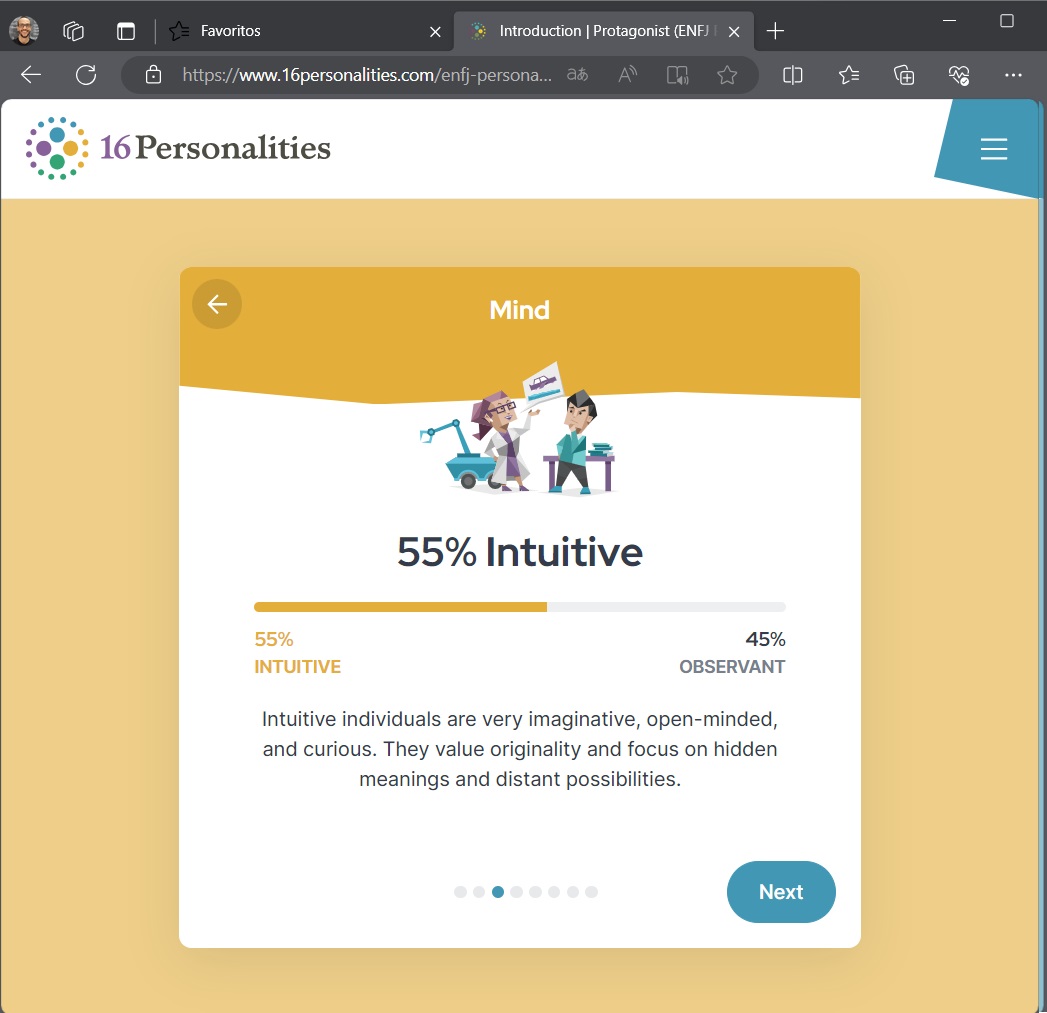 Favoritos
Introduction | Protagonist (ENFJ
https://www.16personalities.com/enfj-persona...
aあ
A
16Personalities
Mind
55% Intuitive
55%
45%
INTUITIVE
OBSERVANT
Intuitive individuals are very imaginative, open-minded,
and curious. They value originality and focus on hidden
meanings and distant possibilities.
Next